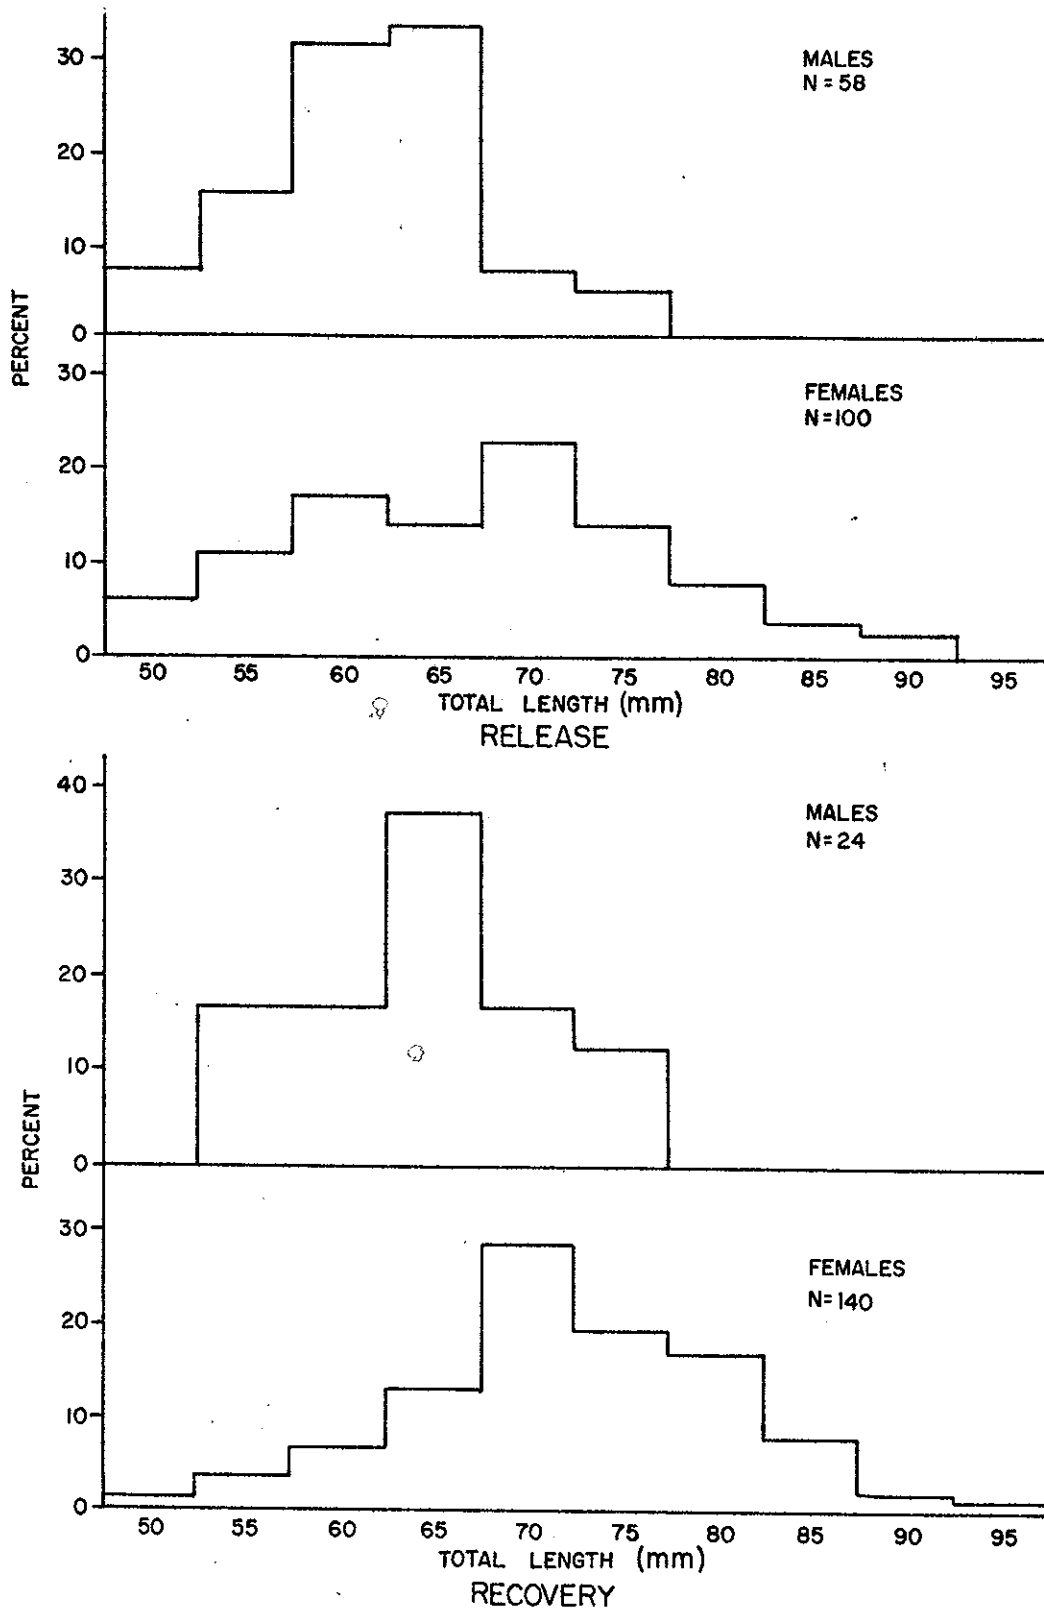 30
20
10
0
MALES
N=58
PERCENT
30
20
10
0
FEMALES
N=100
50 55 60 65 70 75 80 85 90 95
TOTAL LENGTH (mm)
RELEASE
40
30
20
10
0
MALES
N=24
PERCENT
30
20
10
0
FEMALES
N=140
50 55 60 65 70 75 80 85 90 95
TOTAL LENGTH (mm)
RECOVERY